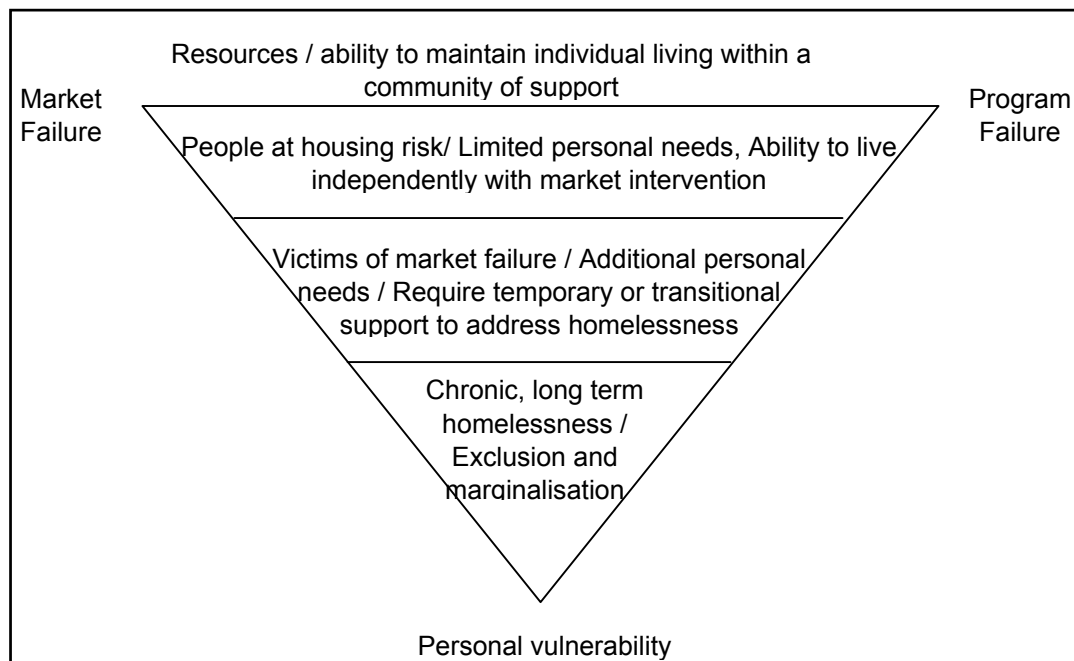 Resources / ability to maintain individual living within a
community of support
Market
Failure
Program
Failure
People at housing risk/ Limited personal needs, Ability to live
independently with market intervention
Victims of market failure / Additional personal
needs / Require temporary or transitional
support to address homelessness
Chronic, long term
homelessness /
Exclusion and
marginalisation
Personal vulnerability